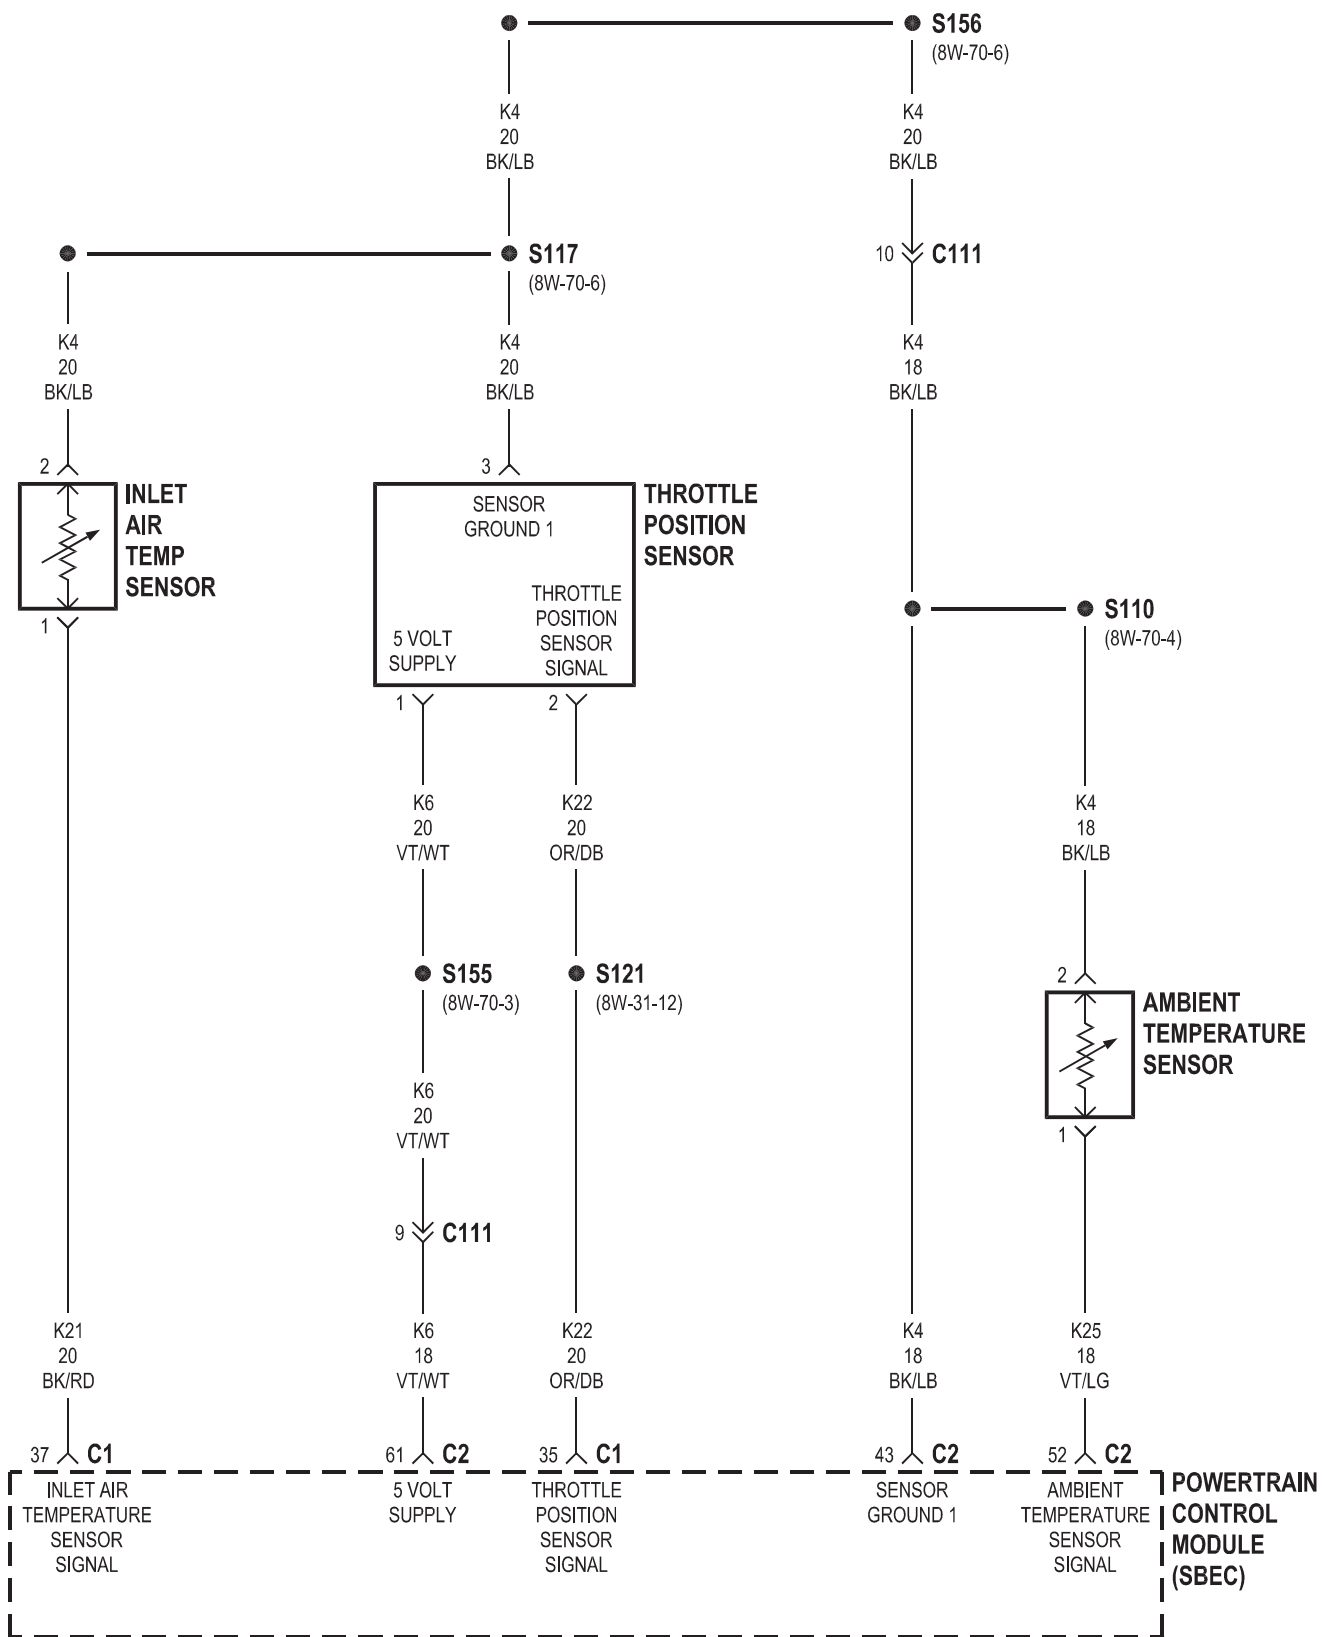 S156
(8W-70-6)
K4
20
BK/LB
K4
20
BK/LB
S117
(8W-70-6)
10
C111
K4
20
BK/LB
K4
20
BK/LB
K4
18
BK/LB
2
INLET
AIR
TEMP
SENSOR
1
3
SENSOR
GROUND 1
THROTTLE
POSITION
SENSOR
SIGNAL
5 VOLT
SUPPLY
THROTTLE
POSITION
SENSOR
1
2
S110
(8W-70-4)
K6
20
VT/WT
K22
20
OR/DB
K4
18
BK/LB
S155
(8W-70-3)
S121
(8W-31-12)
2
AMBIENT
TEMPERATURE
SENSOR
1
K6
20
VT/WT
9
C111
K21
20
BK/RD
K6
18
VT/WT
K22
20
OR/DB
K4
18
BK/LB
K25
18
VT/LG
37
C1
61
C2
35
C1
43
C2
52
C2
INLET AIR
TEMPERATURE
SENSOR
SIGNAL
5 VOLT
SUPPLY
THROTTLE
POSITION
SENSOR
SIGNAL
SENSOR
GROUND 1
AMBIENT
TEMPERATURE
SENSOR
SIGNAL
POWERTRAIN
CONTROL
MODULE
(SBEC)